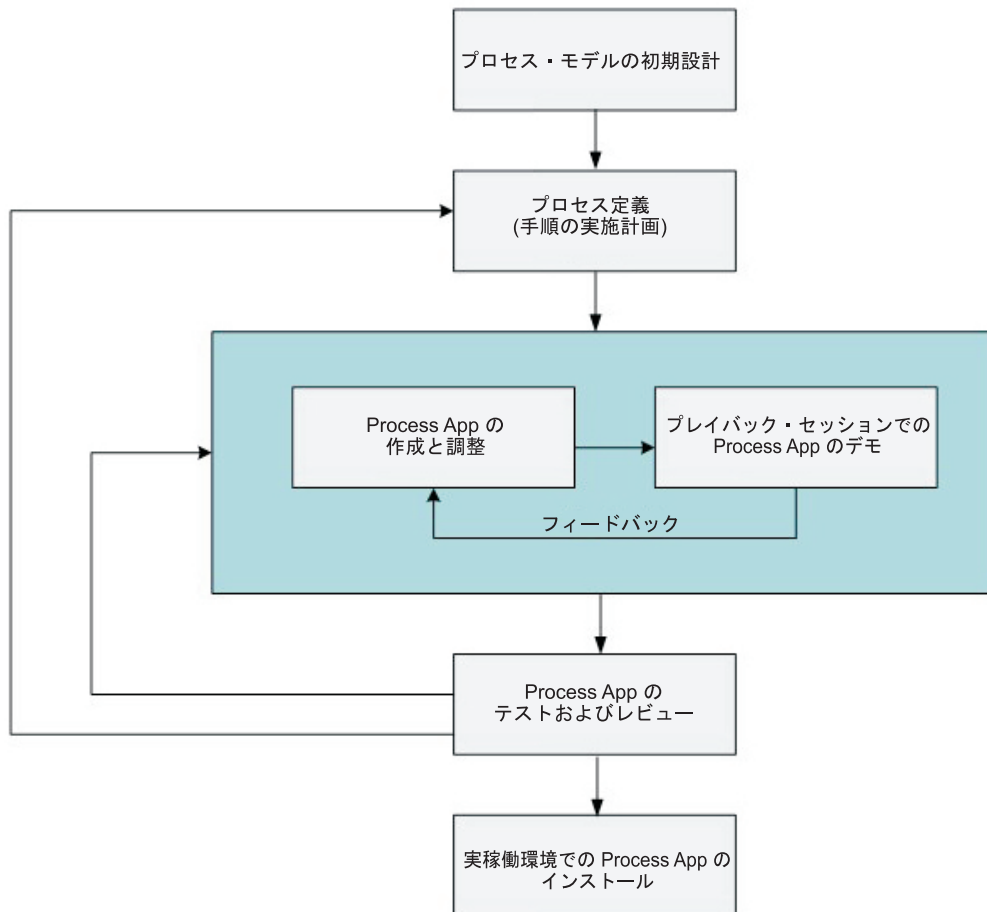 プロセス・モデルの初期設計
プロセス定義
(手順の実施計画)
Process App の
作成と調整
プレイバック・セッションでの
Process App のデモ
フィードバック
Process App の
テストおよびレビュー
実稼働環境での Process App の
インストール